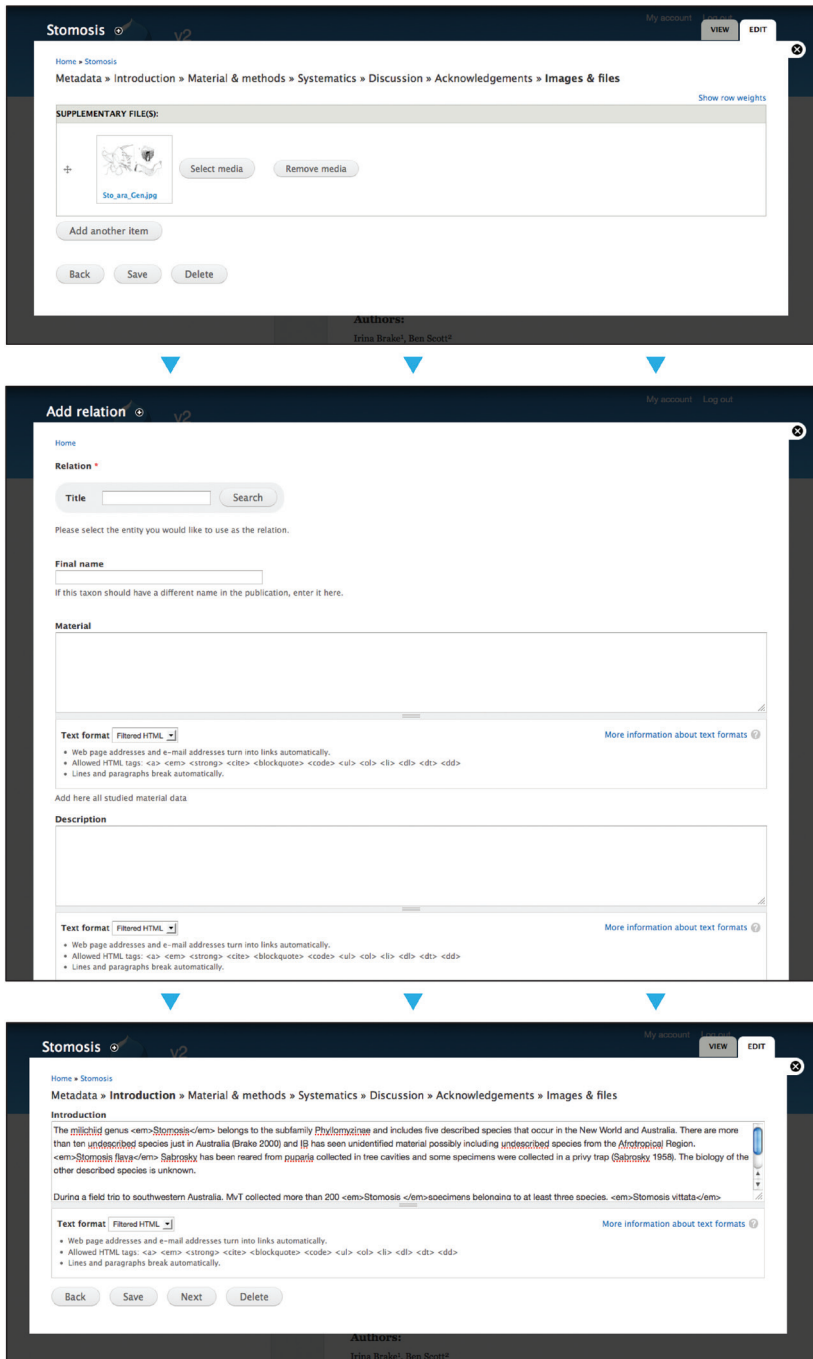 My account Log out
Stomosis
v2
VIEW EDIT
Home » Stomosis
Metadata » Introduction » Material & methods » Systematics » Discussion » Acknowledgements » Images & files
Show row weights
SUPPLEMENTARY FILE(S):
Sto_ara_Gen.jpg
Select media Remove media
Add another item
Back Save Delete
Authors:
Irina Brake¹, Ben Scott²
My account Log out
Add relation
v2
Home
Relation *
Title Search
Please select the entity you would like to use as the relation.
Final name
If this taxon should have a different name in the publication, enter it here.
Material
Text format Filtered HTML More information about text formats ?
• Web page addresses and e-mail addresses turn into links automatically.
• Allowed HTML tags: <a> <em> <strong> <cite> <blockquote> <code> <ul> <ol> <li> <dl> <dt> <dd>
• Lines and paragraphs break automatically.
Add here all studied material data
Description
Text format Filtered HTML More information about text formats ?
• Web page addresses and e-mail addresses turn into links automatically.
• Allowed HTML tags: <a> <em> <strong> <cite> <blockquote> <code> <ul> <ol> <li> <dl> <dt> <dd>
• Lines and paragraphs break automatically.
My account Log out
Stomosis
v2
VIEW EDIT
Home » Stomosis
Metadata » Introduction » Material & methods » Systematics » Discussion » Acknowledgements » Images & files
Introduction
The milichiid genus <em>Stomosis</em> belongs to the subfamily Phyllomyzinae and includes five described species that occur in the New World and Australia. There are more
than ten undescribed species just in Australia (Brake 2000) and IB has seen unidentified material possibly including undescribed species from the Afrotropical Region.
<em>Stomosis flava</em> Sabrosky has been reared from puparia collected in tree cavities and some specimens were collected in a privy trap (Sabrosky 1958). The biology of the
other described species is unknown.
During a field trip to southwestern Australia, MvT collected more than 200 <em>Stomosis </em>specimens belonging to at least three species. <em>Stomosis vittata</em>
Text format Filtered HTML More information about text formats ?
• Web page addresses and e-mail addresses turn into links automatically.
• Allowed HTML tags: <a> <em> <strong> <cite> <blockquote> <code> <ul> <ol> <li> <dl> <dt> <dd>
• Lines and paragraphs break automatically.
Back Save Next Delete
Authors:
Irina Brake¹, Ben Scott²